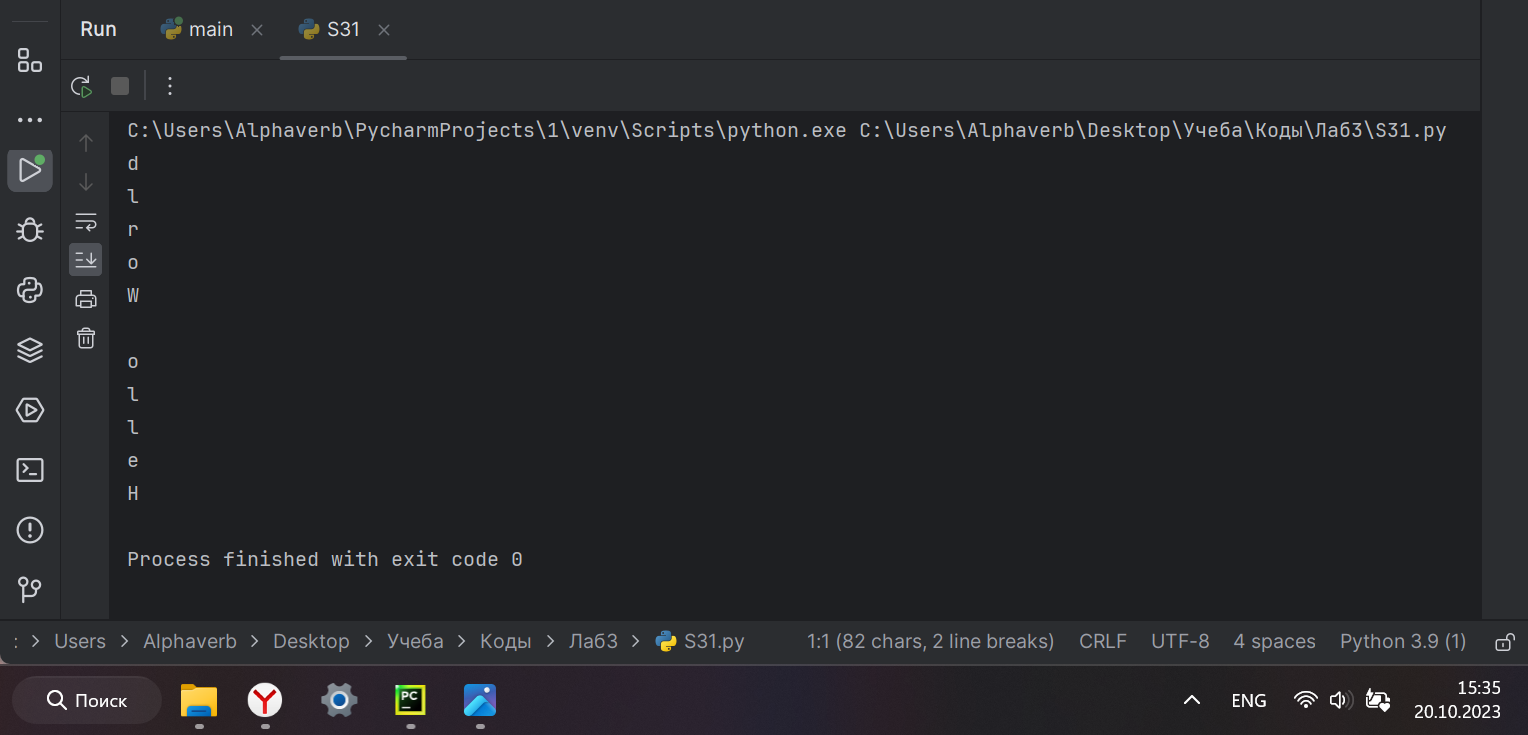 Run main S31
C:\Users\Alphaverb\PycharmProjects\1\venv\Scripts\python.exe C:\Users\Alphaverb\Desktop\Учеба\Коды\Лаб3\S31.py
d
l
r
o
W
o
l
l
e
H
Process finished with exit code 0
: > Users > Alphaverb > Desktop > Учеба > Коды > Лаб3 > S31.py 1:1 (82 chars, 2 line breaks) CRLF UTF-8 4 spaces Python 3.9 (1)
Поиск PC ENG 15:35
20.10.2023